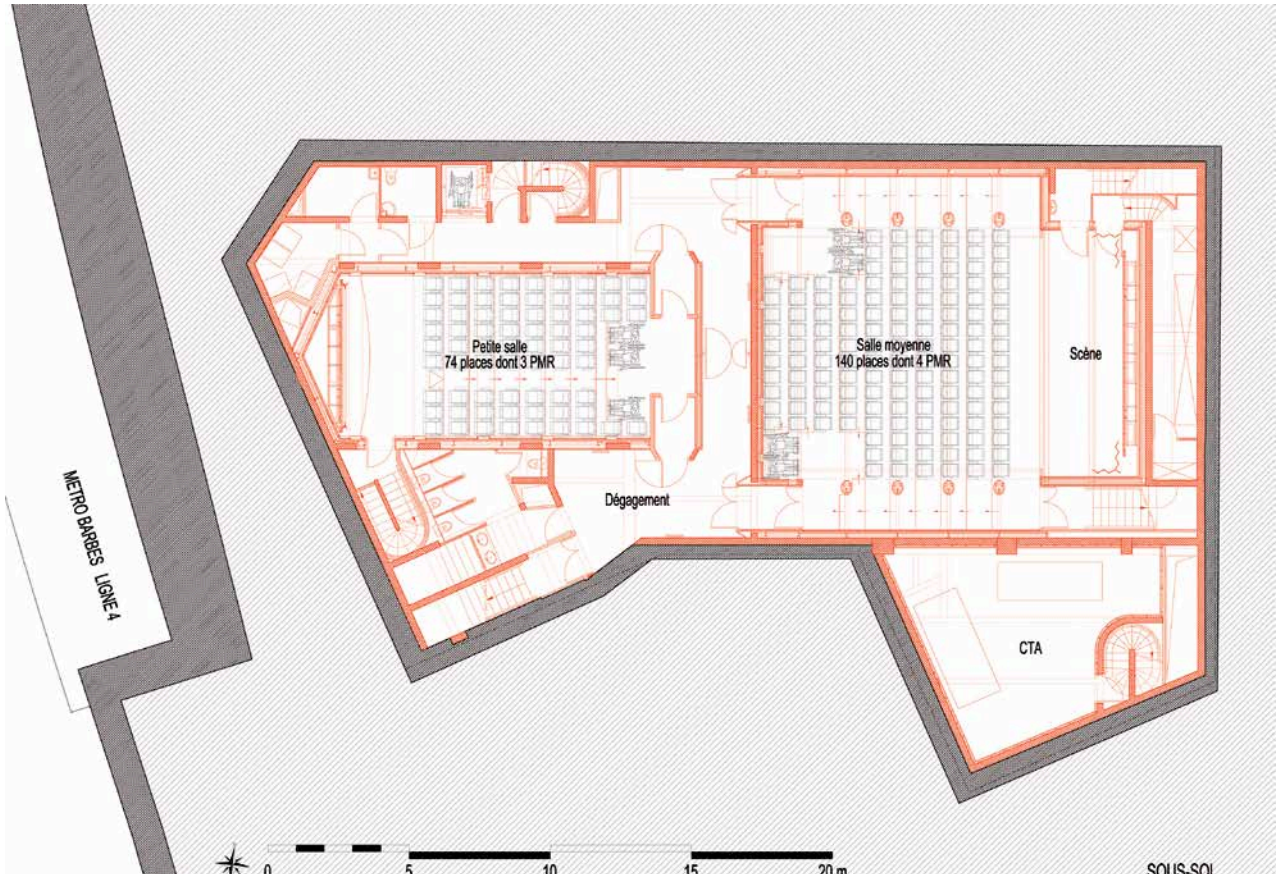 Petite salle
74 places dont 3 PMR
Salle moyenne
140 places dont 4 PMR
Scène
METRO BARBES LIGNE 4
Dégagement
CTA
0 5 10 15 20 m
SOUS-SOL